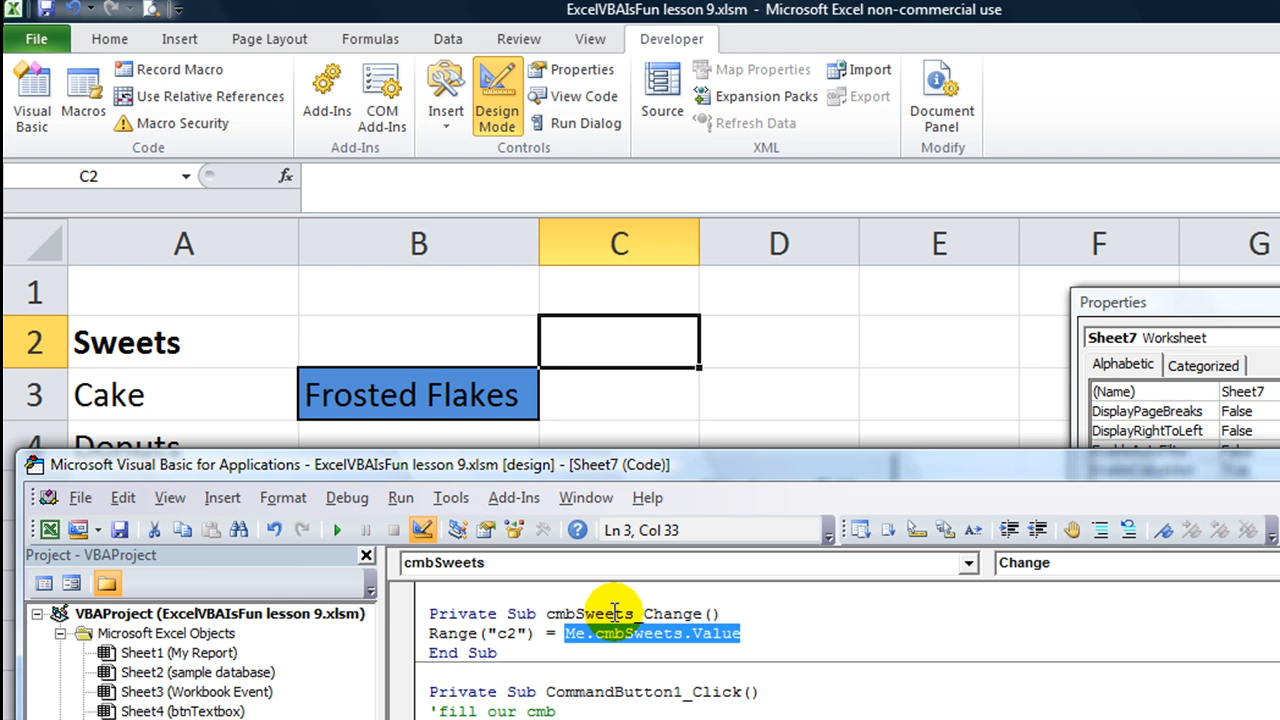 ExcelVBAIsFun lesson 9.xlsm - Microsoft Excel non-commercial use
File Home Insert Page Layout Formulas Data Review View Developer
Visual Basic
Macros
Record Macro
Use Relative References
Macro Security
Code
Add-Ins
COM Add-Ins
Add-Ins
Insert
Design Mode
Properties
View Code
Run Dialog
Controls
Source
Map Properties
Expansion Packs
Refresh Data
Import
Export
XML
Document Panel
Modify
C2 fx
A B C D E F G
1
2 Sweets
3 Cake Frosted Flakes
4 Donuts
Properties
Sheet7 Worksheet
Alphabetic Categorized
(Name) Sheet7
DisplayPageBreaks False
DisplayRightToLeft False
Microsoft Visual Basic for Applications - ExcelVBAIsFun lesson 9.xlsm [design] - [Sheet7 (Code)]
File Edit View Insert Format Debug Run Tools Add-Ins Window Help
Ln 3, Col 33
Project - VBAProject
VBAProject (ExcelVBAIsFun lesson 9.xlsm)
Microsoft Excel Objects
Sheet1 (My Report)
Sheet2 (sample database)
Sheet3 (Workbook Event)
Sheet4 (btnTextbox)
cmbSweets Change
Private Sub cmbSweets_Change()
Range("c2") = Me.cmbSweets.Value
End Sub
Private Sub CommandButton1_Click()
'fill our cmb